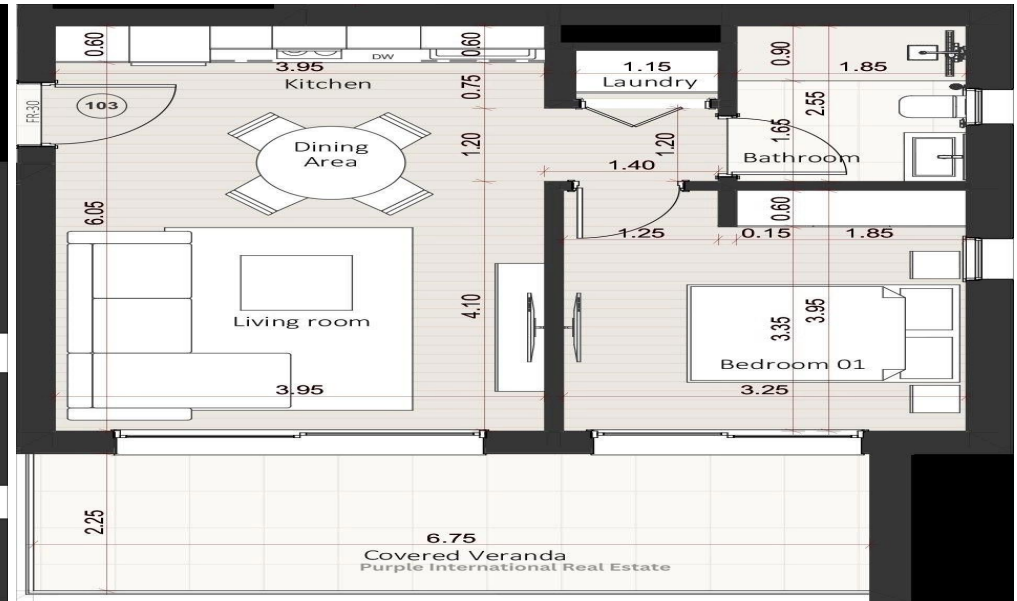 0.60
0.60
DW
3.95
Kitchen
0.75
1.15
Laundry
0.90
1.85
FR-30
103
2.55
1.65
Dining
Area
1.20
1.20
1.40
Bathroom
6.05
0.60
1.25
0.15
1.85
4.10
Living room
3.35
3.95
Bedroom 01
3.95
3.25
2.25
6.75
Covered Veranda
Purple International Real Estate